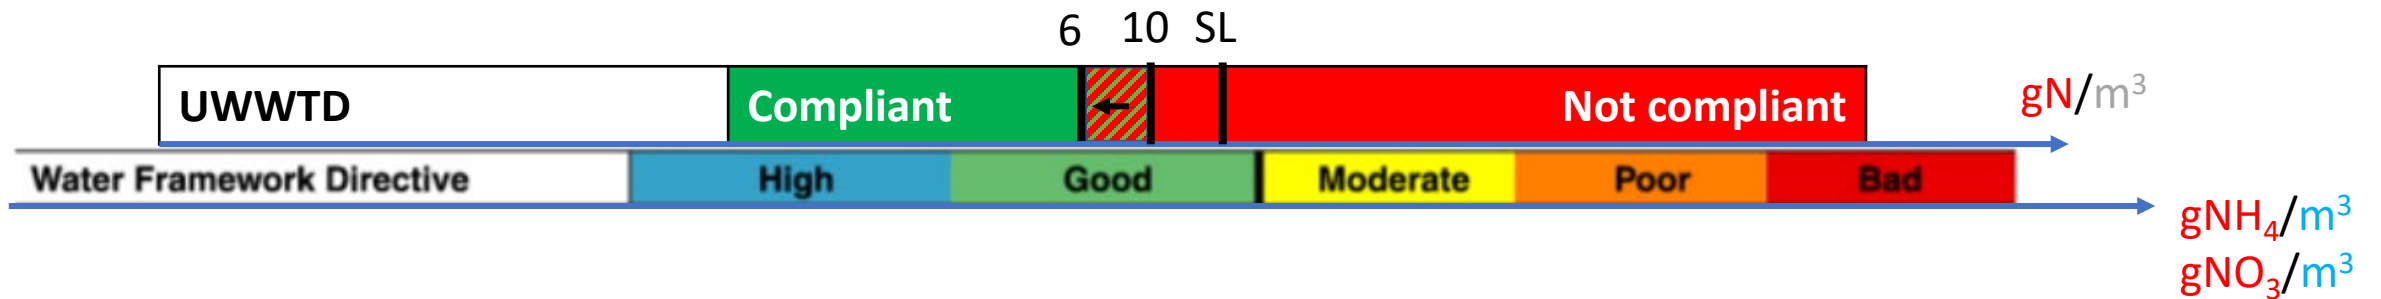 6 10 SL
UWWTD Compliant Not compliant gN/m³
Water Framework Directive High Good Moderate Poor Bad
gNH₄/m³
gNO₃/m³